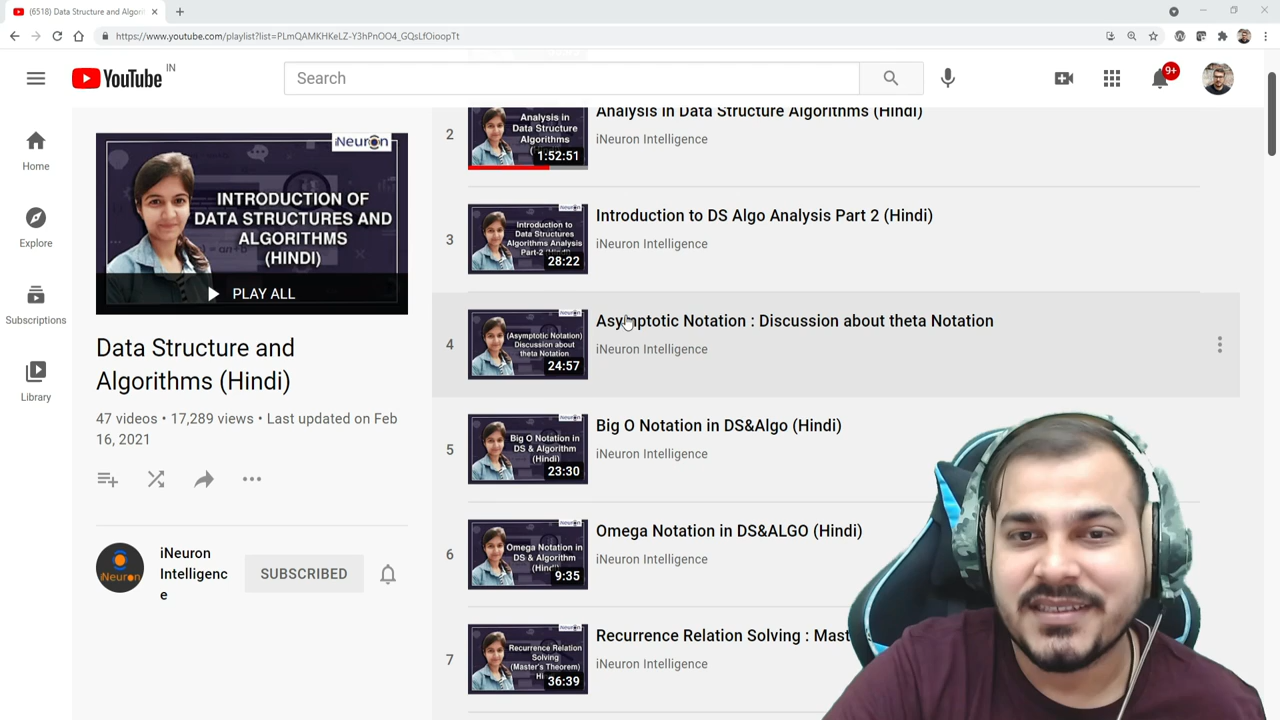 (6518) Data Structure and Algori
https://www.youtube.com/playlist?list=PLmQAMKHKeLZ-Y3hPnOO4_GQsLfOioopTt
YouTube
IN
Search
9+
Home
Explore
Subscriptions
Library
iNeuron
INTRODUCTION OF
DATA STRUCTURES AND
ALGORITHMS
(HINDI)
PLAY ALL
Data Structure and
Algorithms (Hindi)
47 videos • 17,289 views • Last updated on Feb
16, 2021
iNeuron
iNeuron
Intelligenc
e
SUBSCRIBED
2
Analysis in
Data Structure
Algorithms
1:52:51
Analysis in Data Structure Algorithms (Hindi)
iNeuron Intelligence
3
iNeuron
Introduction to
Data Structures
Algorithms Analysis
Part-2 (Hindi)
28:22
Introduction to DS Algo Analysis Part 2 (Hindi)
iNeuron Intelligence
4
iNeuron
(Asymptotic Notation)
Discussion about
theta Notation
24:57
Asymptotic Notation : Discussion about theta Notation
iNeuron Intelligence
5
iNeuron
Big O Notation in
DS & Algorithm
(Hindi)
23:30
Big O Notation in DS&Algo (Hindi)
iNeuron Intelligence
6
iNeuron
Omega Notation in
DS & Algorithm
(Hindi)
9:35
Omega Notation in DS&ALGO (Hindi)
iNeuron Intelligence
7
iNeuron
Recurrence Relation
Solving
(Master's Theorem)
Hi
36:39
Recurrence Relation Solving : Mast
iNeuron Intelligence